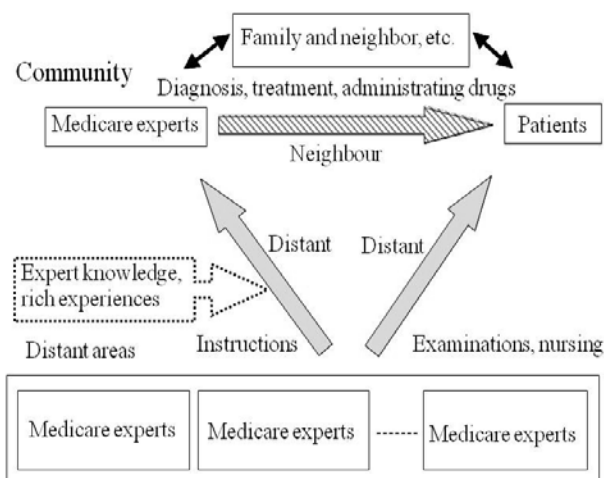 Family and neighbor, etc.
Community
Diagnosis, treatment, administrating drugs
Medicare experts
Patients
Neighbour
Distant
Distant
Expert knowledge,
rich experiences
Distant areas
Instructions
Examinations, nursing
Medicare experts
Medicare experts
Medicare experts